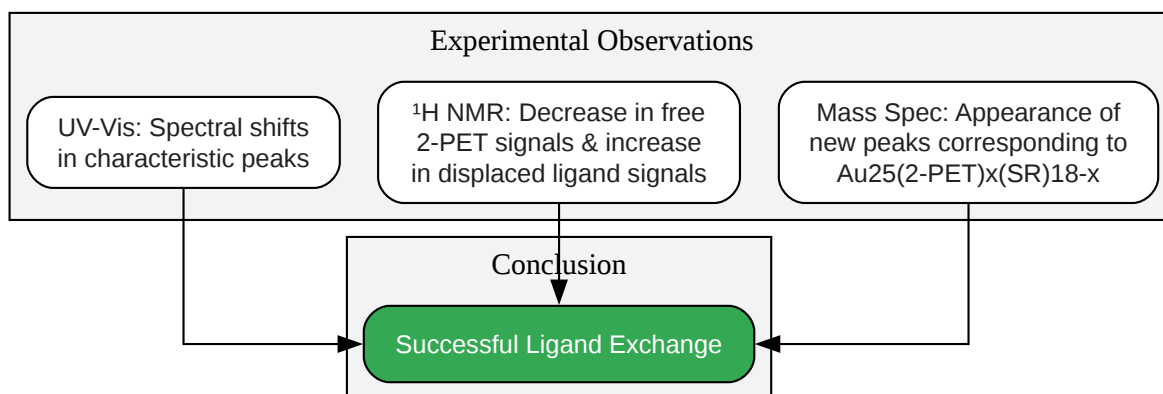 Experimental Observations
UV-Vis: Spectral shifts
in characteristic peaks
¹H NMR: Decrease in free
2-PET signals & increase
in displaced ligand signals
Mass Spec: Appearance of
new peaks corresponding to
Au25(2-PET)x(SR)18-x
Conclusion
Successful Ligand Exchange